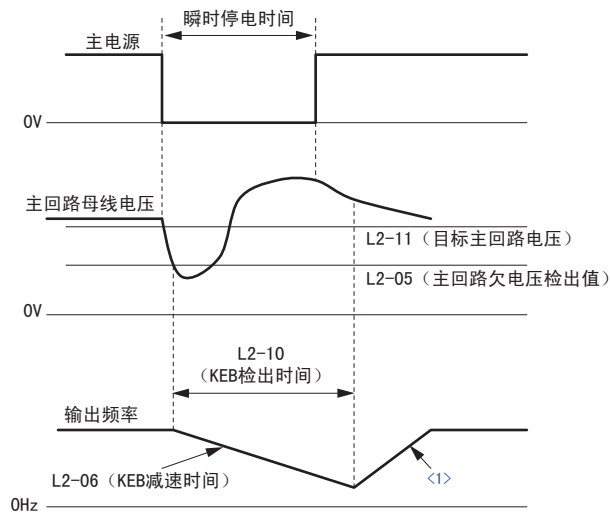 瞬时停电时间
主电源
0V
主回路母线电压
L2-11（目标主回路电压）
L2-05（主回路欠电压检出值）
0V
L2-10
（KEB检出时间）
输出频率
L2-06（KEB减速时间）
<1>
0Hz